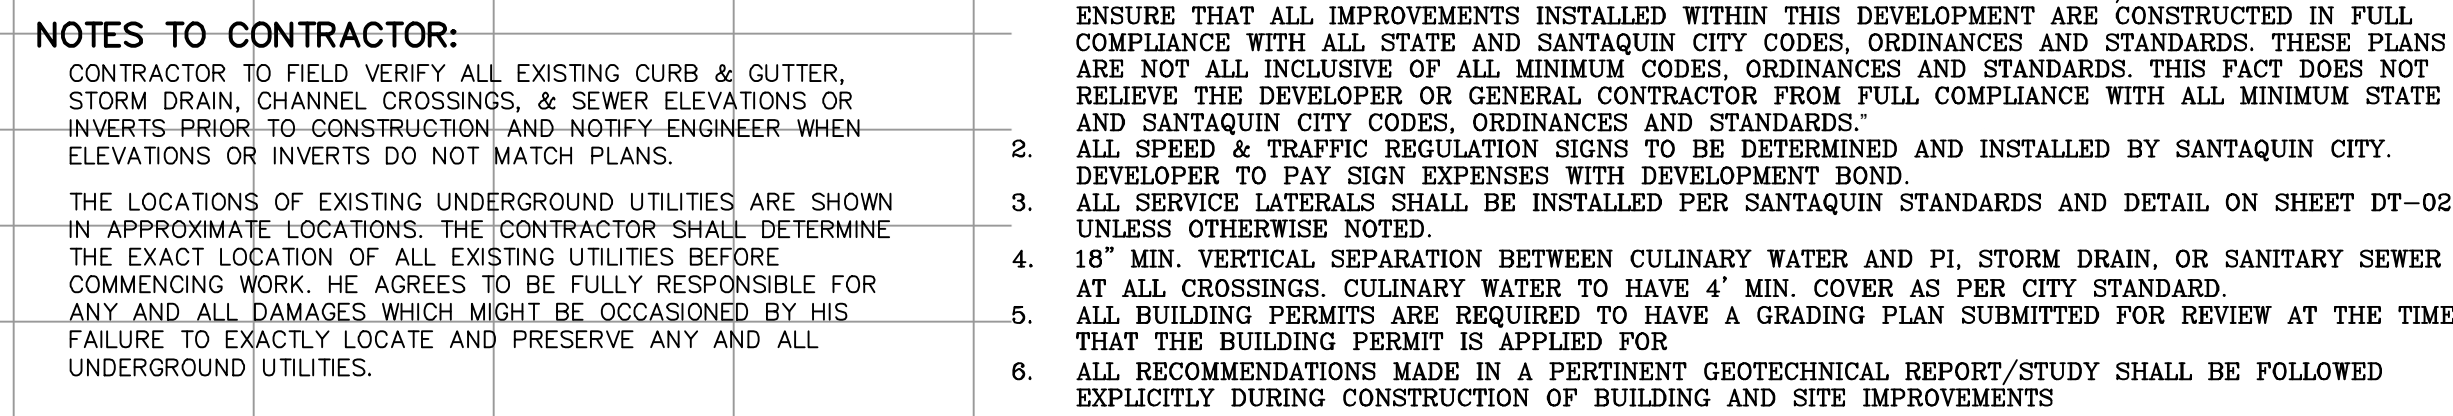 NOTES TO CONTRACTOR:
CONTRACTOR TO FIELD VERIFY ALL EXISTING CURB & GUTTER,
STORM DRAIN, CHANNEL CROSSINGS, & SEWER ELEVATIONS OR
INVERTS PRIOR TO CONSTRUCTION AND NOTIFY ENGINEER WHEN
ELEVATIONS OR INVERTS DO NOT MATCH PLANS.
THE LOCATIONS OF EXISTING UNDERGROUND UTILITIES ARE SHOWN
IN APPROXIMATE LOCATIONS. THE CONTRACTOR SHALL DETERMINE
THE EXACT LOCATION OF ALL EXISTING UTILITIES BEFORE
COMMENCING WORK. HE AGREES TO BE FULLY RESPONSIBLE FOR
ANY AND ALL DAMAGES WHICH MIGHT BE OCCASIONED BY HIS
FAILURE TO EXACTLY LOCATE AND PRESERVE ANY AND ALL
UNDERGROUND UTILITIES.
ENSURE THAT ALL IMPROVEMENTS INSTALLED WITHIN THIS DEVELOPMENT ARE CONSTRUCTED IN FULL
COMPLIANCE WITH ALL STATE AND SANTAQUIN CITY CODES, ORDINANCES AND STANDARDS. THESE PLANS
ARE NOT ALL INCLUSIVE OF ALL MINIMUM CODES, ORDINANCES AND STANDARDS. THIS FACT DOES NOT
RELIEVE THE DEVELOPER OR GENERAL CONTRACTOR FROM FULL COMPLIANCE WITH ALL MINIMUM STATE
AND SANTAQUIN CITY CODES, ORDINANCES AND STANDARDS."
2. ALL SPEED & TRAFFIC REGULATION SIGNS TO BE DETERMINED AND INSTALLED BY SANTAQUIN CITY.
DEVELOPER TO PAY SIGN EXPENSES WITH DEVELOPMENT BOND.
3. ALL SERVICE LATERALS SHALL BE INSTALLED PER SANTAQUIN STANDARDS AND DETAIL ON SHEET DT-02
UNLESS OTHERWISE NOTED.
4. 18" MIN. VERTICAL SEPARATION BETWEEN CULINARY WATER AND PI, STORM DRAIN, OR SANITARY SEWER
AT ALL CROSSINGS. CULINARY WATER TO HAVE 4' MIN. COVER AS PER CITY STANDARD.
5. ALL BUILDING PERMITS ARE REQUIRED TO HAVE A GRADING PLAN SUBMITTED FOR REVIEW AT THE TIME
THAT THE BUILDING PERMIT IS APPLIED FOR
6. ALL RECOMMENDATIONS MADE IN A PERTINENT GEOTECHNICAL REPORT/STUDY SHALL BE FOLLOWED
EXPLICITLY DURING CONSTRUCTION OF BUILDING AND SITE IMPROVEMENTS